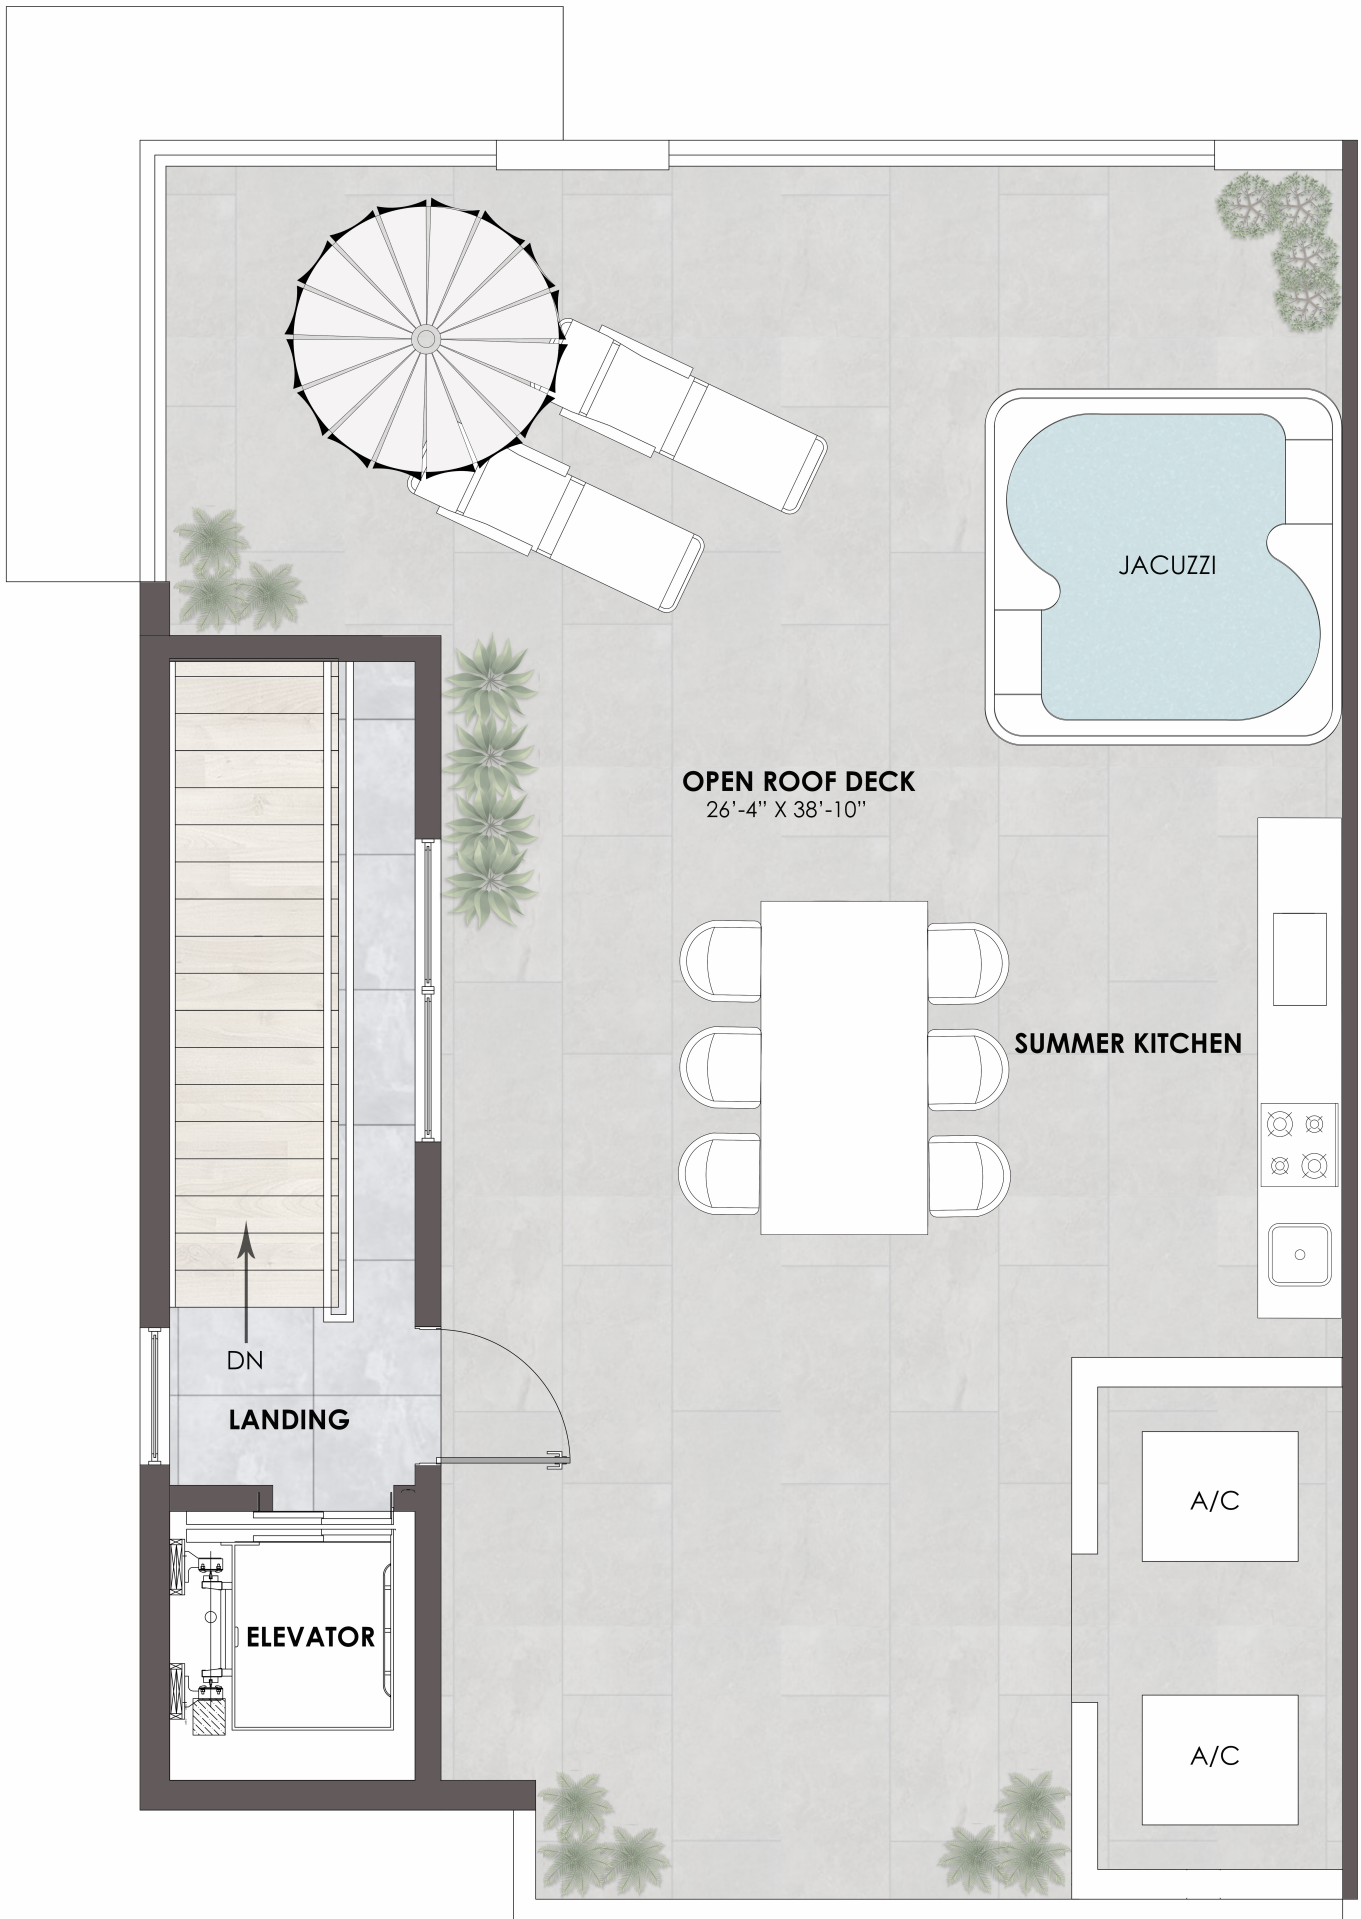 JACUZZI
OPEN ROOF DECK
26’-4” X 38’-10”
SUMMER KITCHEN
DN
LANDING
A/C
ELEVATOR
A/C